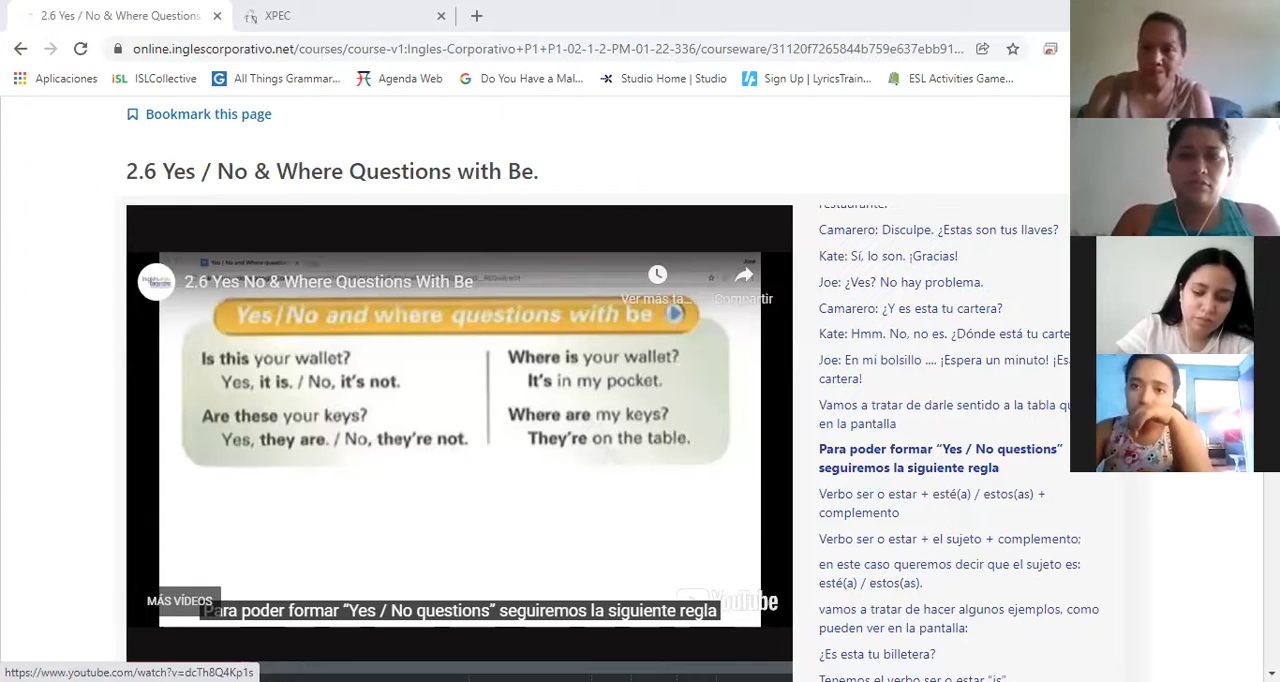 2.6 Yes / No & Where Questions
XPEC
online.inglescorporativo.net/courses/course-v1:Ingles-Corporativo+P1+P1-02-1-2-PM-01-22-336/courseware/31120f7265844b759e637ebb91...
Aplicaciones
iSL ISLCollective
All Things Grammar...
Agenda Web
Do You Have a Mal...
Studio Home | Studio
Sign Up | LyricsTrain...
ESL Activities Game...
Bookmark this page
2.6 Yes / No & Where Questions with Be.
2.6 Yes No & Where Questions With Be
Ver más ta...
Compartir
Yes/No and where questions with be
Is this your wallet?
Yes, it is. / No, it's not.
Are these your keys?
Yes, they are. / No, they're not.
Where is your wallet?
It's in my pocket.
Where are my keys?
They're on the table.
MÁS VÍDEOS
YouTube
Para poder formar “Yes / No questions” seguiremos la siguiente regla
restaurante.
Camarero: Disculpe. ¿Estas son tus llaves?
Kate: Sí, lo son. ¡Gracias!
Joe: ¿Ves? No hay problema.
Camarero: ¿Y es esta tu cartera?
Kate: Hmm. No, no es. ¿Dónde está tu carte
Joe: En mi bolsillo .... ¡Espera un minuto! ¡Es
cartera!
Vamos a tratar de darle sentido a la tabla qu
en la pantalla
Para poder formar “Yes / No questions”
seguiremos la siguiente regla
Verbo ser o estar + esté(a) / estos(as) +
complemento
Verbo ser o estar + el sujeto + complemento;
en este caso queremos decir que el sujeto es:
esté(a) / estos(as).
vamos a tratar de hacer algunos ejemplos, como
pueden ver en la pantalla:
¿Es esta tu billetera?
Tenemos el verbo ser o estar “is”
https://www.youtube.com/watch?v=dcTh8Q4Kp1s